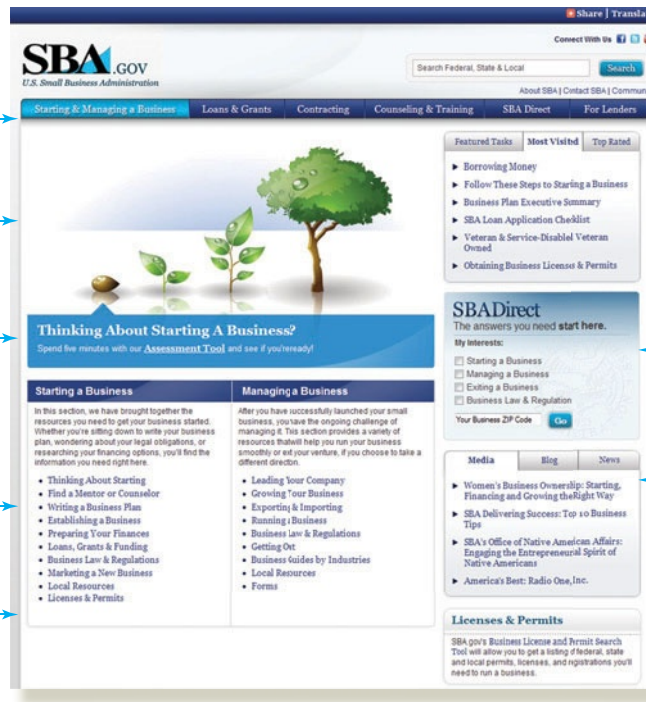 Share | Transla
Connect With Us
SBA.GOV
U.S. Small Business Administration
Search Federal, State & Local
Search
About SBA | Contact SBA | Commun
Starting & Managing a Business
Loans & Grants
Contracting
Counseling & Training
SBA Direct
For Lenders
Thinking About Starting A Business?
Spend five minutes with our Assessment Tool and see if you'reready!
Starting a Business
In this section, we have brought together the
resources you need to get your business started.
Whether you're sitting down to write your business
plan, wondering about your legal obligations, or
researching your financing options, you'll find the
information you need right here.
Thinking About Starting
Find a Mentor or Counselor
Writing a Business Plan
Establishing a Business
Preparing Your Finances
Loans, Grants & Funding
Business Law & Regulations
Marketing a New Business
Local Resources
Licenses & Permits
Managing a Business
After you have successfully launched your small
business, you have the ongoing challenge of
managing it. This section provides a variety of
resources that will help you run your business
smoothly or exit your venture, if you choose to take a
different direction.
Leading Your Company
Growing Your Business
Exporting & Importing
Running a Business
Business Law & Regulations
Getting Out
Business Guides by Industries
Local Resources
Forms
Featured Tasks
Most Visited
Top Rated
Borrowing Money
Follow These Steps to Staring a Business
Business Plan Executive Summary
SBA Loan Application Checklist
Veteran & Service-Disablel Veteran
Owned
Obtaining Business Licenses & Permits
SBADirect
The answers you need start here.
My Interests:
Starting a Business
Managing a Business
Exiting a Business
Business Law & Regulation
Your Business ZIP Code
Go
Media
Blog
News
Women's Business Ownership: Starting,
Financing and Growing theRight Way
SBA Delivering Success: Top 10 Business
Tips
SBA's Office of Native American Affairs:
Engaging the Entrepreneurial Spirit of
Native Americans
America's Best: Radio One, Inc.
Licenses & Permits
SBA.gov's Business License and Permit Search
Tool will allow you to get a listing of federal, state
and local permits, licenses, and registrations you'll
need to run a business.